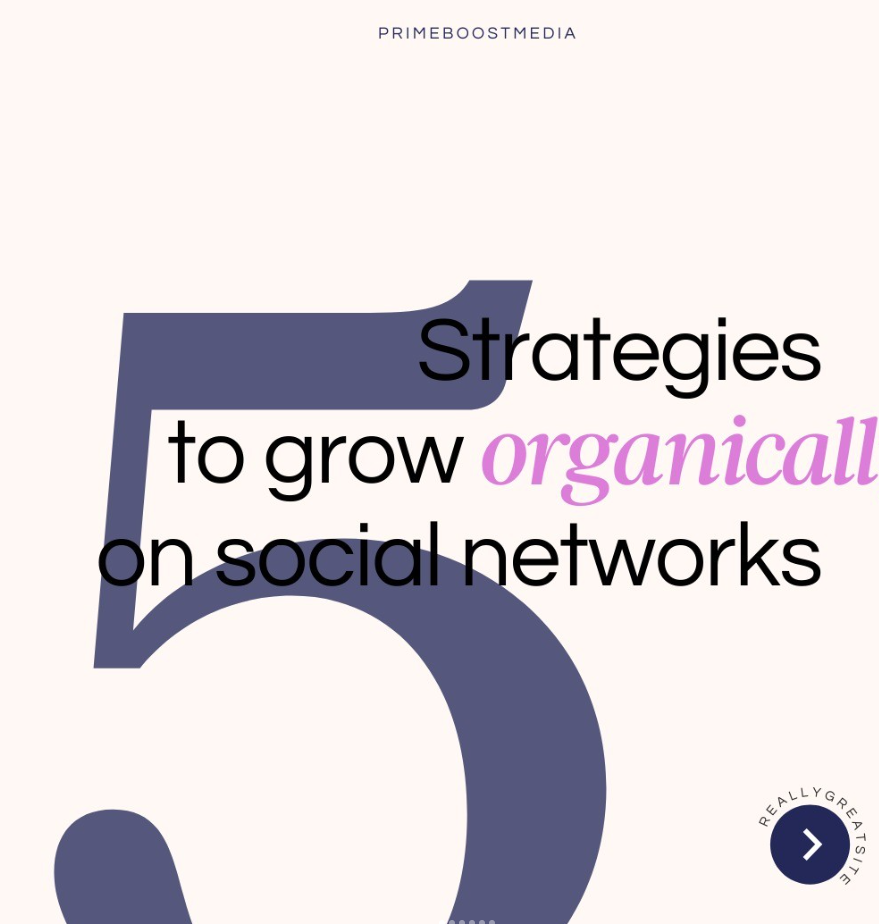 PRIMEBOOSTMEDIA
5
Strategies
to grow organicall
on social networks
REALLYGREATSITE